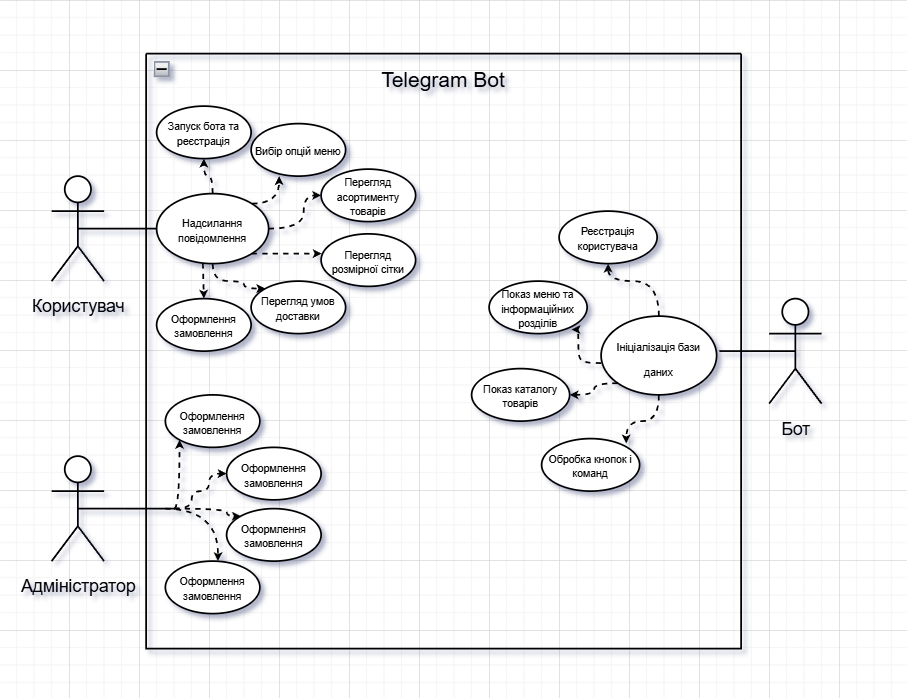 Telegram Bot
Запуск бота та
реєстрація
Вибір опцій меню
Перегляд
асортименту
товарів
Надсилання
повідомлення
Перегляд
розмірної сітки
Перегляд умов
доставки
Оформлення
замовлення
Користувач
Реєстрація
користувача
Показ меню та
інформаційних
розділів
Ініціалізація бази
даних
Показ каталогу
товарів
Обробка кнопок і
команд
Бот
Оформлення
замовлення
Оформлення
замовлення
Оформлення
замовлення
Оформлення
замовлення
Адміністратор